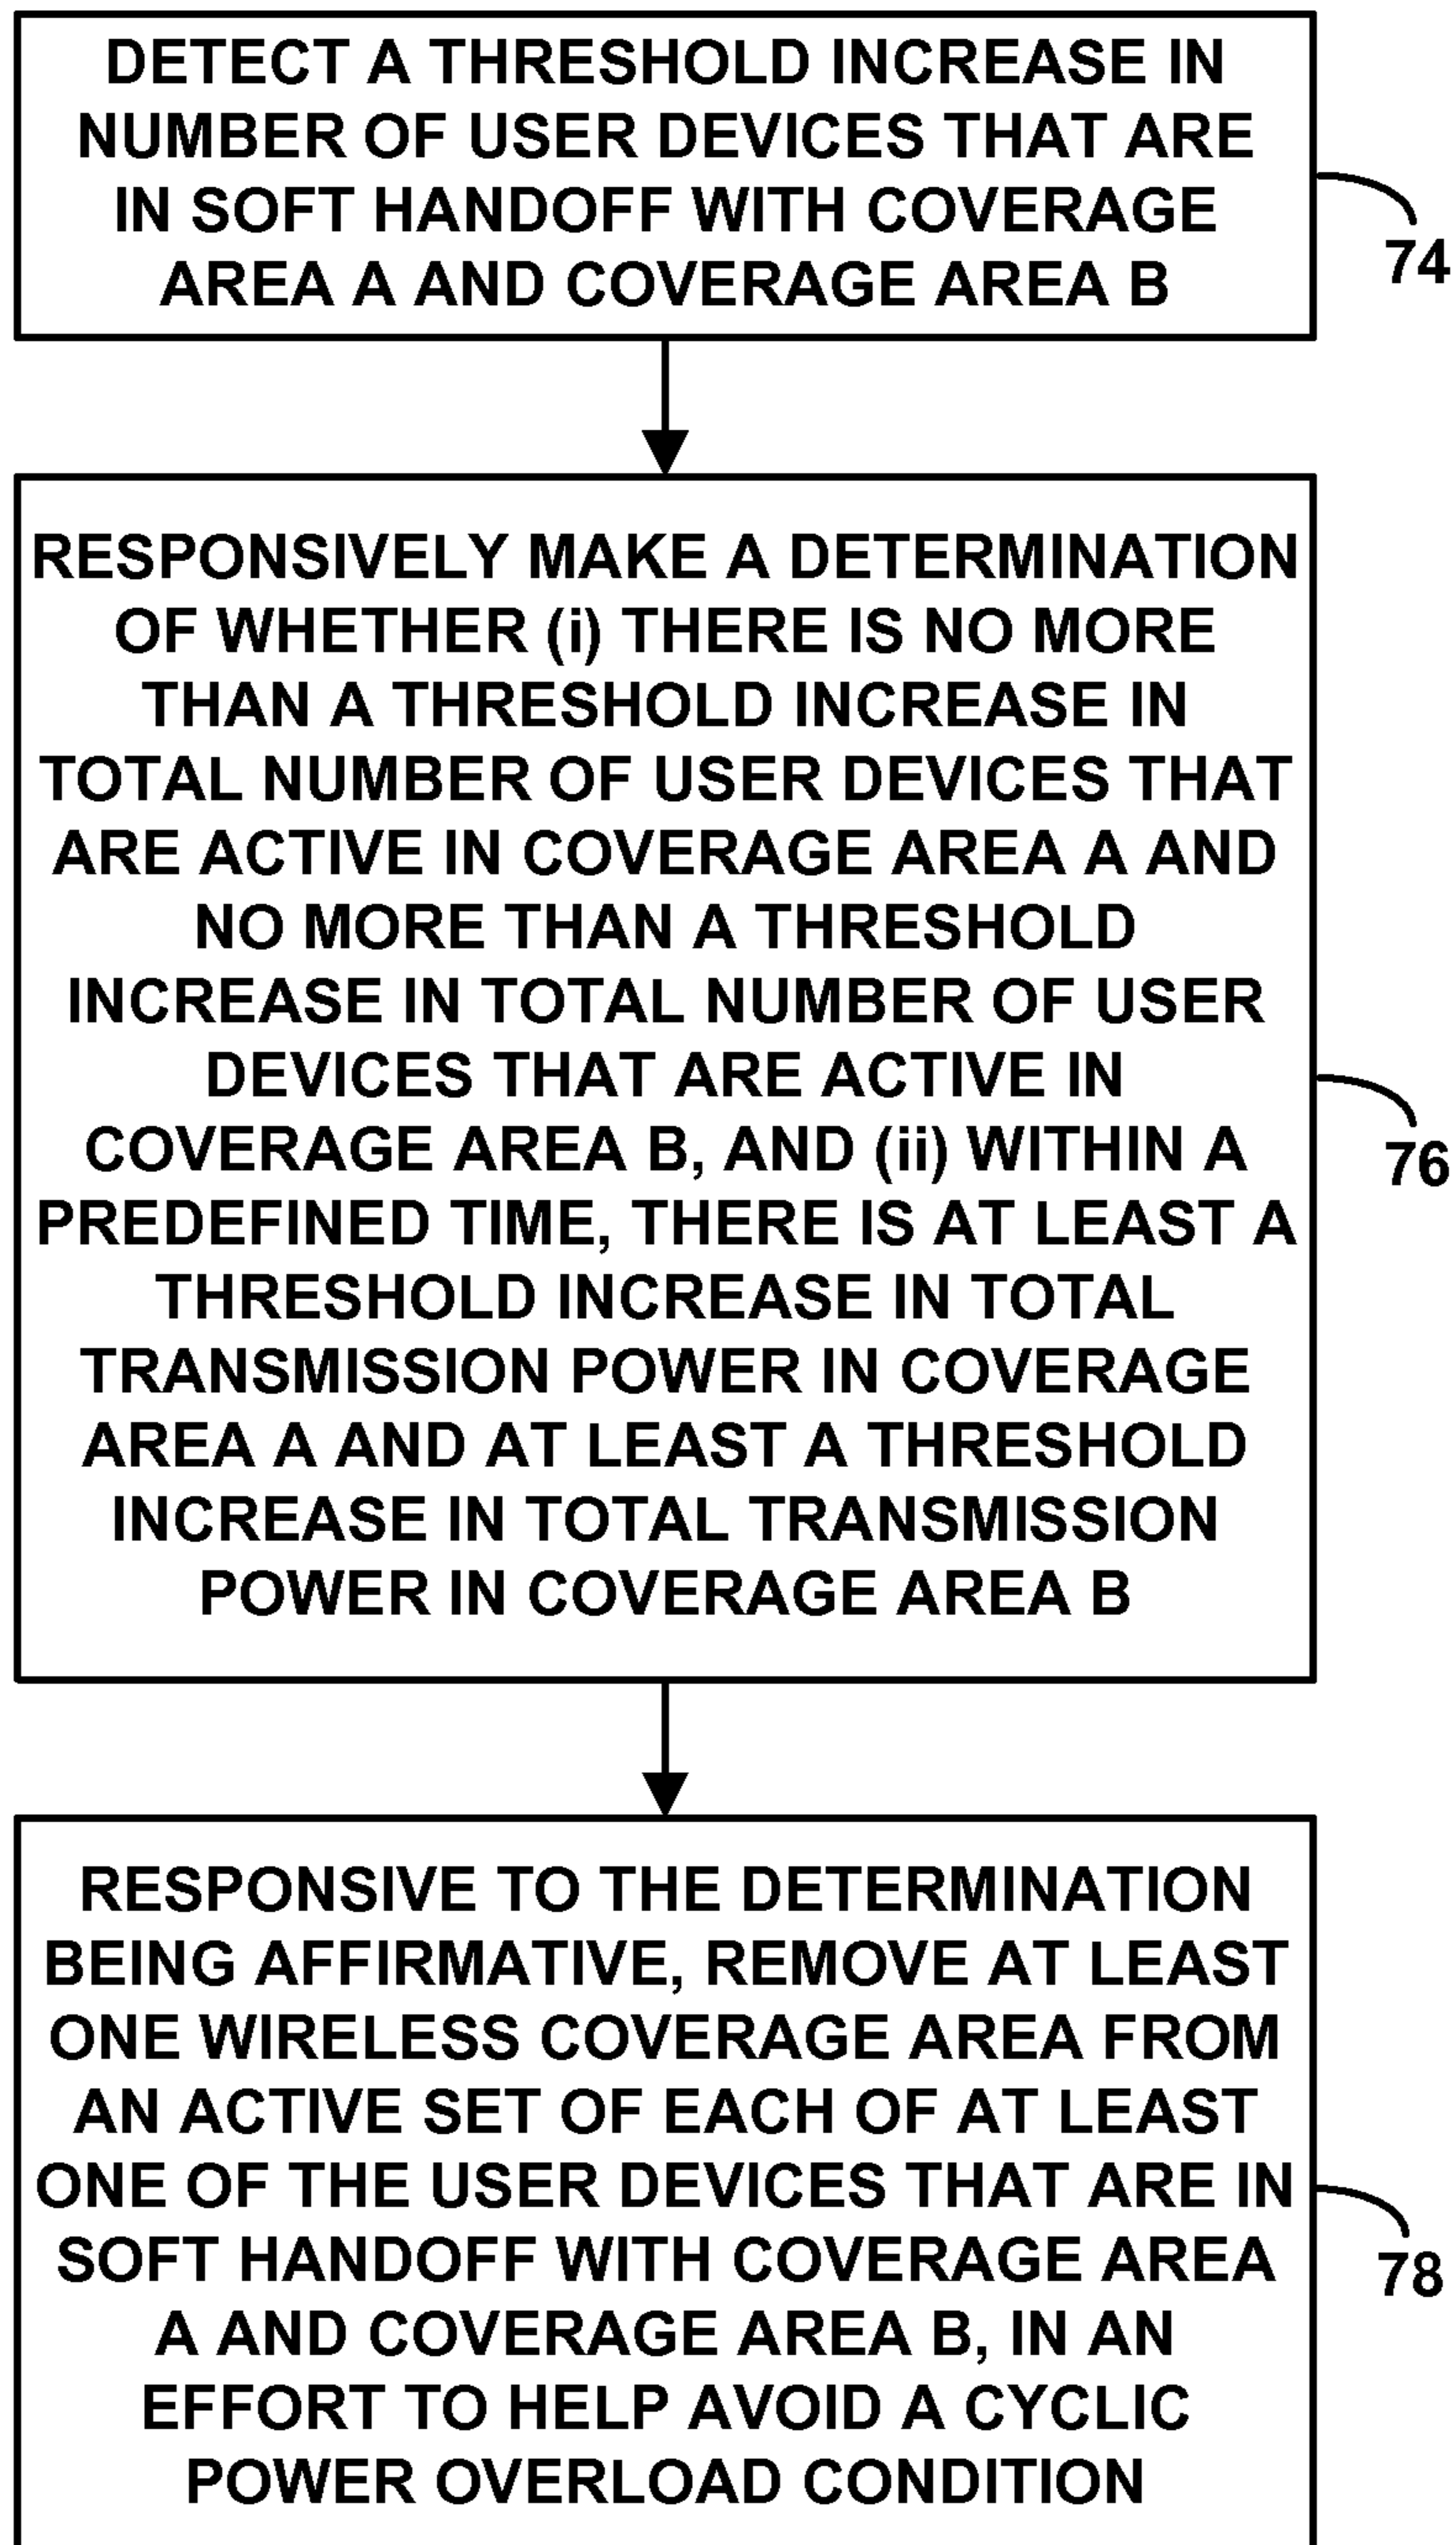 DETECT A THRESHOLD INCREASE IN
NUMBER OF USER DEVICES THAT ARE
IN SOFT HANDOFF WITH COVERAGE
AREA A AND COVERAGE AREA B
74
RESPONSIVELY MAKE A DETERMINATION
OF WHETHER (i) THERE IS NO MORE
THAN A THRESHOLD INCREASE IN
TOTAL NUMBER OF USER DEVICES THAT
ARE ACTIVE IN COVERAGE AREA A AND
NO MORE THAN A THRESHOLD
INCREASE IN TOTAL NUMBER OF USER
DEVICES THAT ARE ACTIVE IN
COVERAGE AREA B, AND (ii) WITHIN A
PREDEFINED TIME, THERE IS AT LEAST A
THRESHOLD INCREASE IN TOTAL
TRANSMISSION POWER IN COVERAGE
AREA A AND AT LEAST A THRESHOLD
INCREASE IN TOTAL TRANSMISSION
POWER IN COVERAGE AREA B
76
RESPONSIVE TO THE DETERMINATION
BEING AFFIRMATIVE, REMOVE AT LEAST
ONE WIRELESS COVERAGE AREA FROM
AN ACTIVE SET OF EACH OF AT LEAST
ONE OF THE USER DEVICES THAT ARE IN
SOFT HANDOFF WITH COVERAGE AREA
A AND COVERAGE AREA B, IN AN
EFFORT TO HELP AVOID A CYCLIC
POWER OVERLOAD CONDITION
78